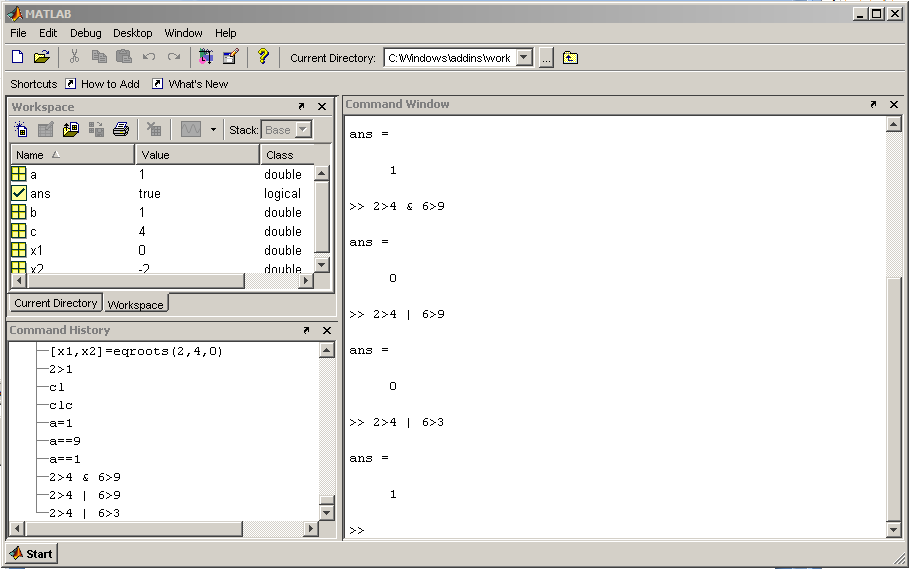 MATLAB
File Edit Debug Desktop Window Help
Current Directory: C:\Windows\addins\work ...
Shortcuts How to Add What's New
Workspace
Stack: Base
Name Value Class
a 1 double
ans true logical
b 1 double
c 4 double
x1 0 double
x2 -2 double
Current Directory Workspace
Command History
[x1,x2]=eqroots(2,4,0)
2>1
cl
clc
a=1
a==9
a==1
2>4 & 6>9
2>4 | 6>9
2>4 | 6>3
Command Window
ans =
1
>> 2>4 & 6>9
ans =
0
>> 2>4 | 6>9
ans =
0
>> 2>4 | 6>3
ans =
1
>>
Start